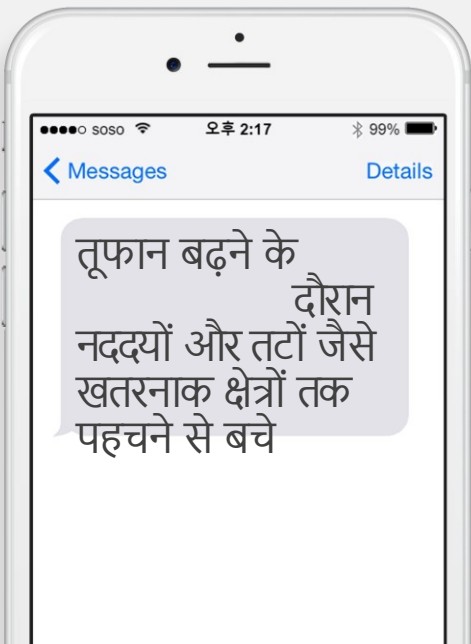 soso 오후 2:17 99%
Messages Details
तूफान बढ़ने के
दौरान
नददयों और तटों जैसे
खतरनाक क्षेत्रों तक
पहचने से बचे